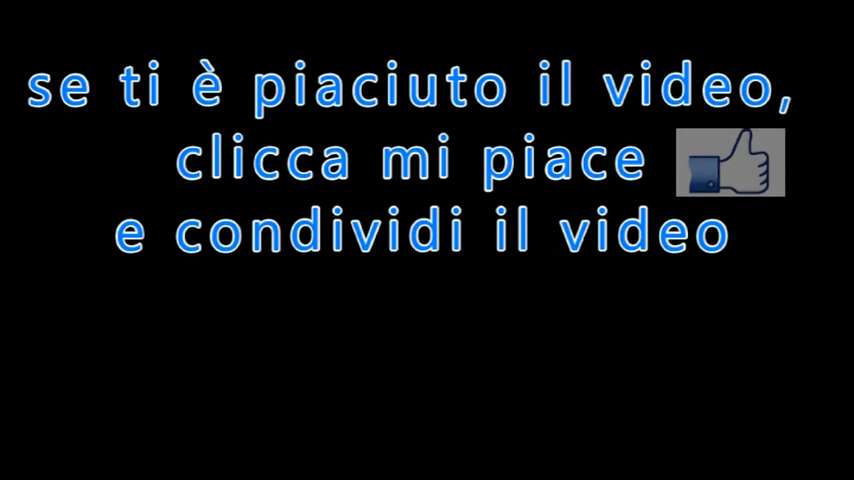 se ti è piaciuto il video,
clicca mi piace
e condividi il video